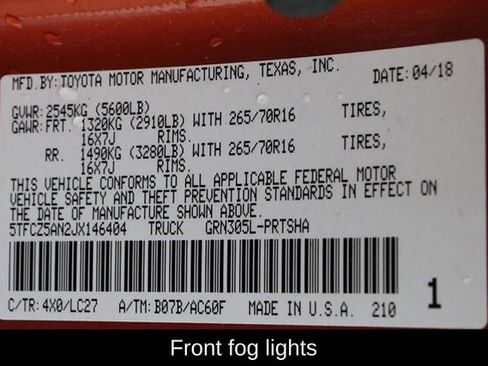 MFD.BY:TOYOTA MOTOR MANUFACTURING, TEXAS, INC. DATE:04/18
GVWR:2545KG (5600LB)
GAWR:FRT. 1320KG (2910LB) WITH 265/70R16 TIRES,
16X7J RIMS.
RR. 1490KG (3280LB) WITH 265/70R16 TIRES,
16X7J RIMS.
THIS VEHICLE CONFORMS TO ALL APPLICABLE FEDERAL MOTOR
VEHICLE SAFETY AND THEFT PREVENTION STANDARDS IN EFFECT ON
THE DATE OF MANUFACTURE SHOWN ABOVE.
5TFCZ5AN2JX146404 TRUCK GRN305L-PRTSHA
C/TR:4X0/LC27 A/TM:B07B/AC60F MADE IN U.S.A. 210 1
Front fog lights